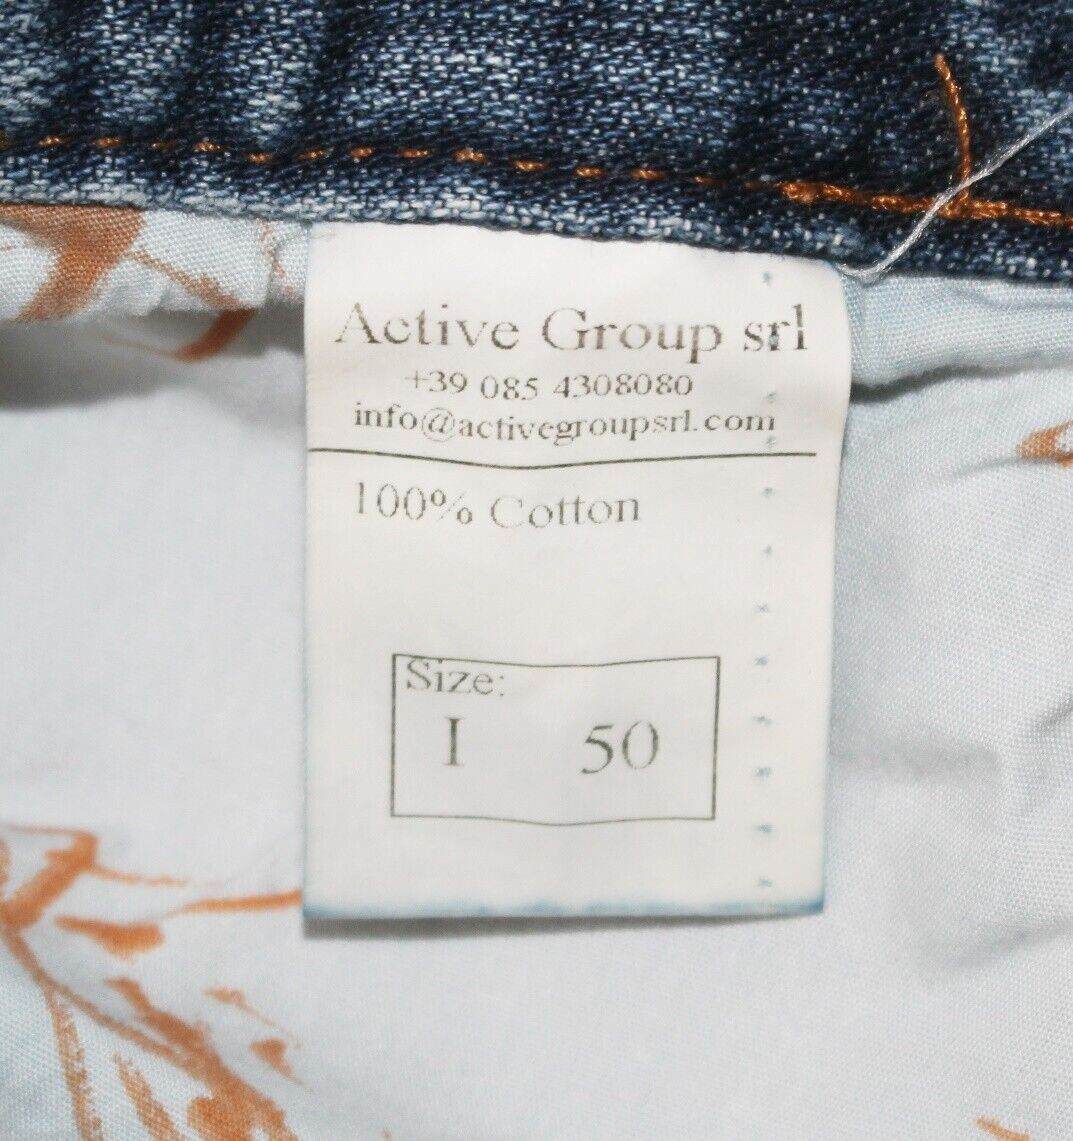 Active Group srl
+39 085 4308080
info@activegroupsrl.com
100% Cotton
Size:
I 50